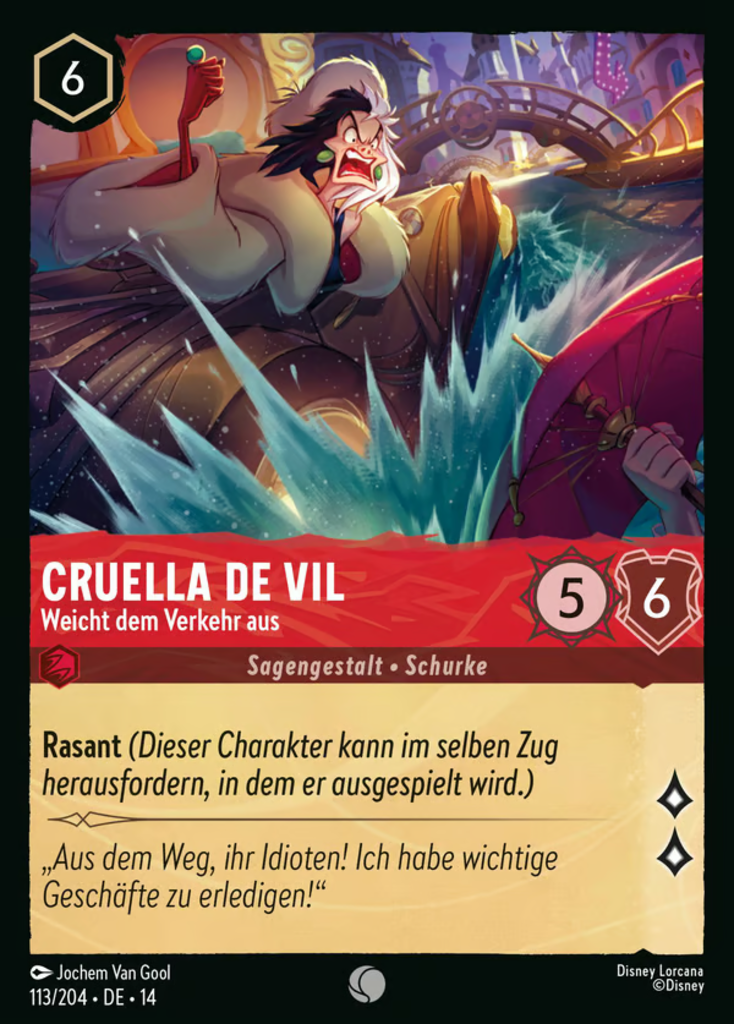 6
CRUELLA DE VIL
Weicht dem Verkehr aus
5
6
Sagengestalt • Schurke
Rasant (Dieser Charakter kann im selben Zug
herausfordern, in dem er ausgespielt wird.)
„Aus dem Weg, ihr Idioten! Ich habe wichtige
Geschäfte zu erledigen!“
Jochem Van Gool
113/204 • DE • 14
Disney Lorcana
©Disney